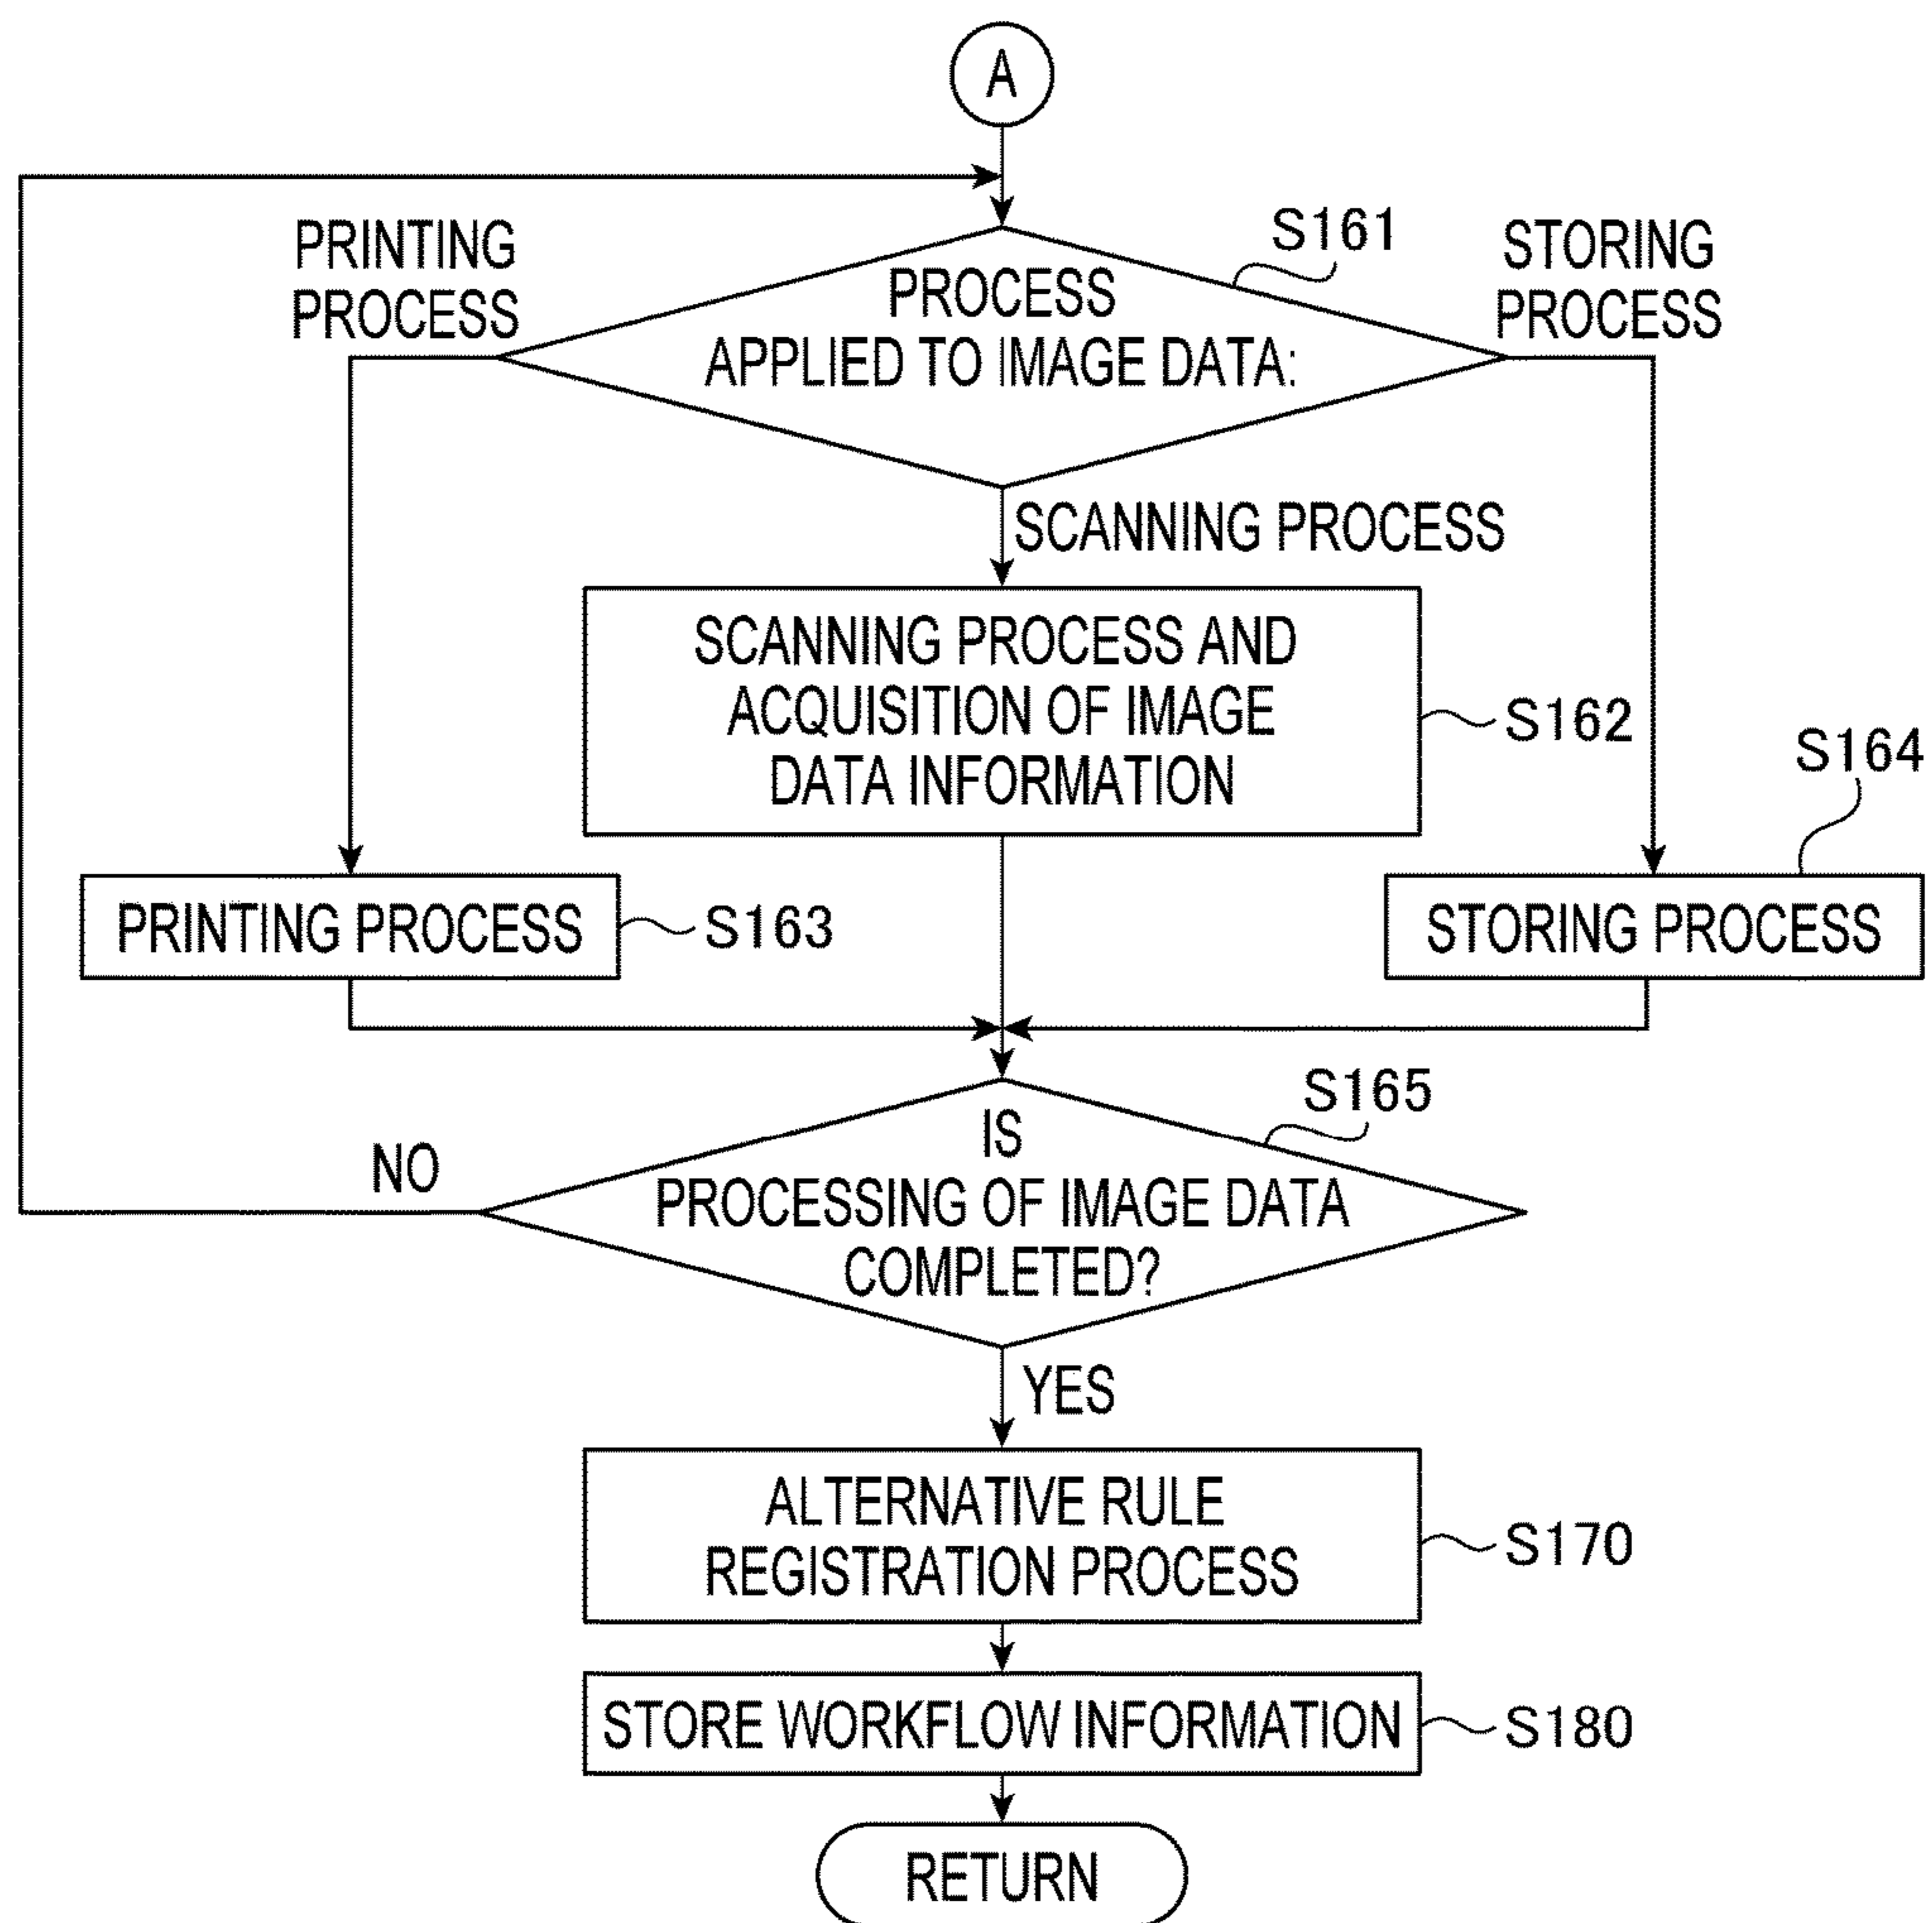 A
PRINTING
PROCESS
S161
STORING
PROCESS
PROCESS
APPLIED TO IMAGE DATA:
SCANNING PROCESS
SCANNING PROCESS AND
ACQUISITION OF IMAGE
DATA INFORMATION
S162
S164
PRINTING PROCESS
S163
STORING PROCESS
S165
IS
PROCESSING OF IMAGE DATA
COMPLETED?
NO
YES
ALTERNATIVE RULE
REGISTRATION PROCESS
S170
STORE WORKFLOW INFORMATION
S180
RETURN